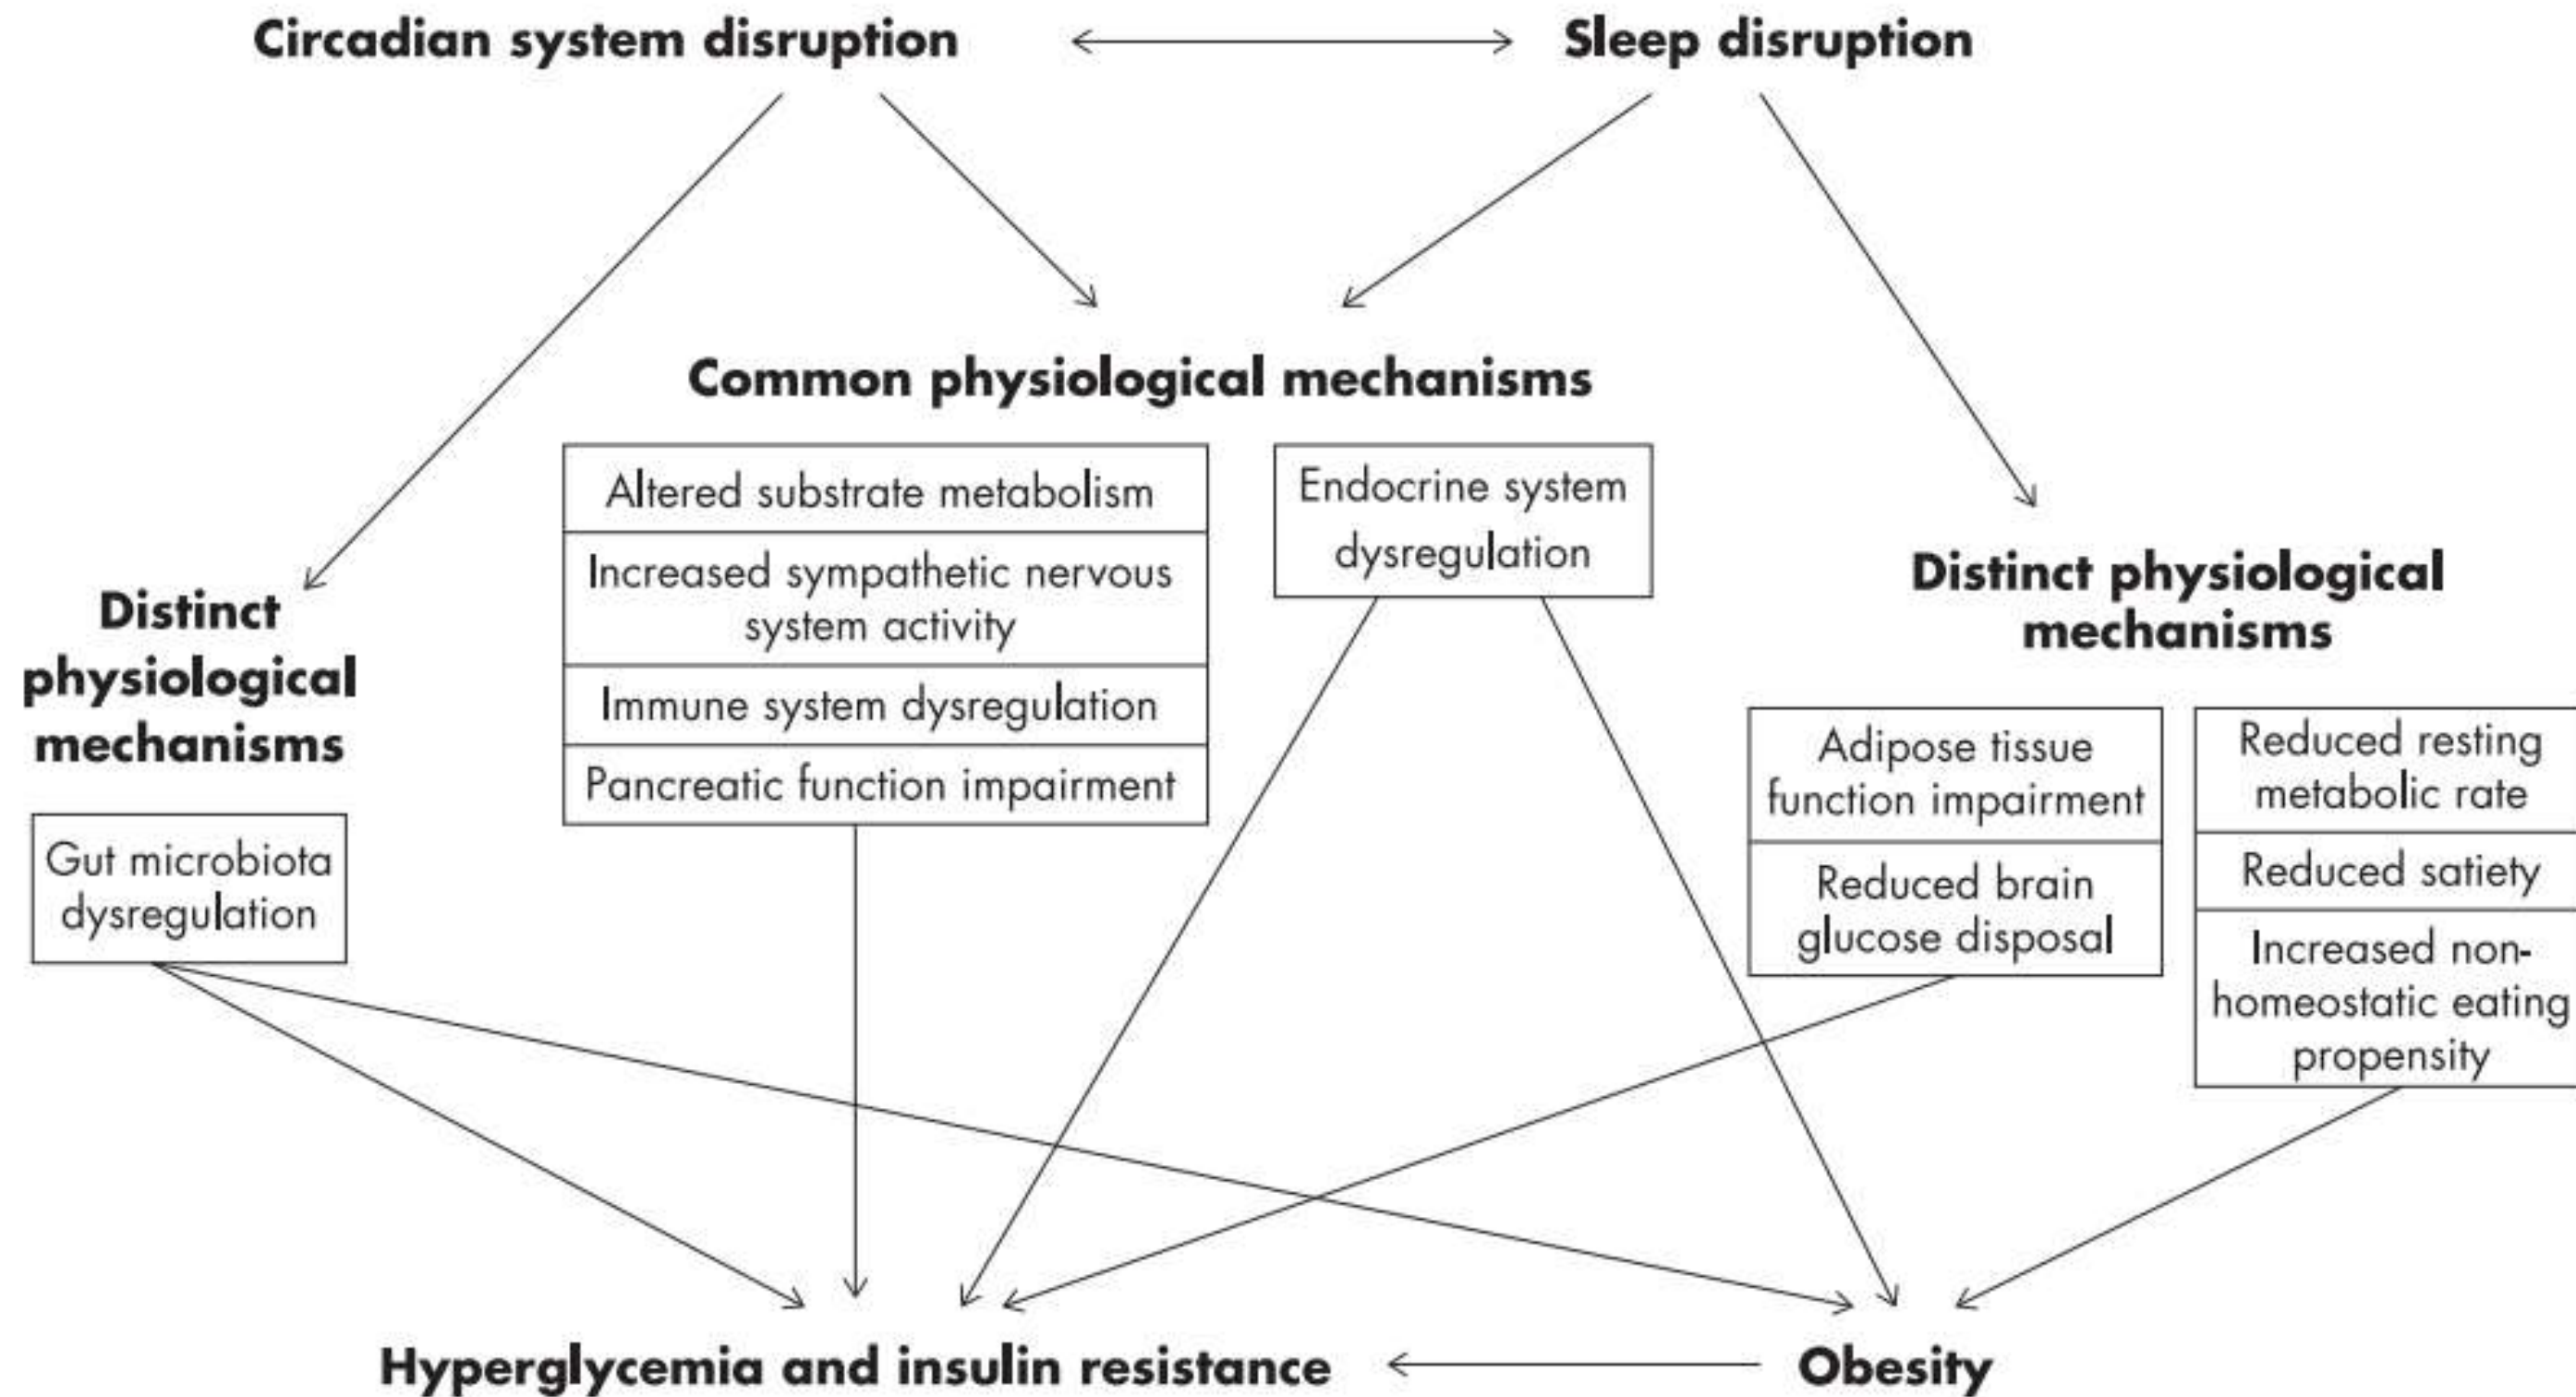 Circadian system disruption
Sleep disruption
Common physiological mechanisms
Altered substrate metabolism
Increased sympathetic nervous
system activity
Immune system dysregulation
Pancreatic function impairment
Endocrine system
dysregulation
Distinct
physiological
mechanisms
Gut microbiota
dysregulation
Distinct physiological
mechanisms
Adipose tissue
function impairment
Reduced brain
glucose disposal
Reduced resting
metabolic rate
Reduced satiety
Increased non-
homeostatic eating
propensity
Hyperglycemia and insulin resistance
Obesity